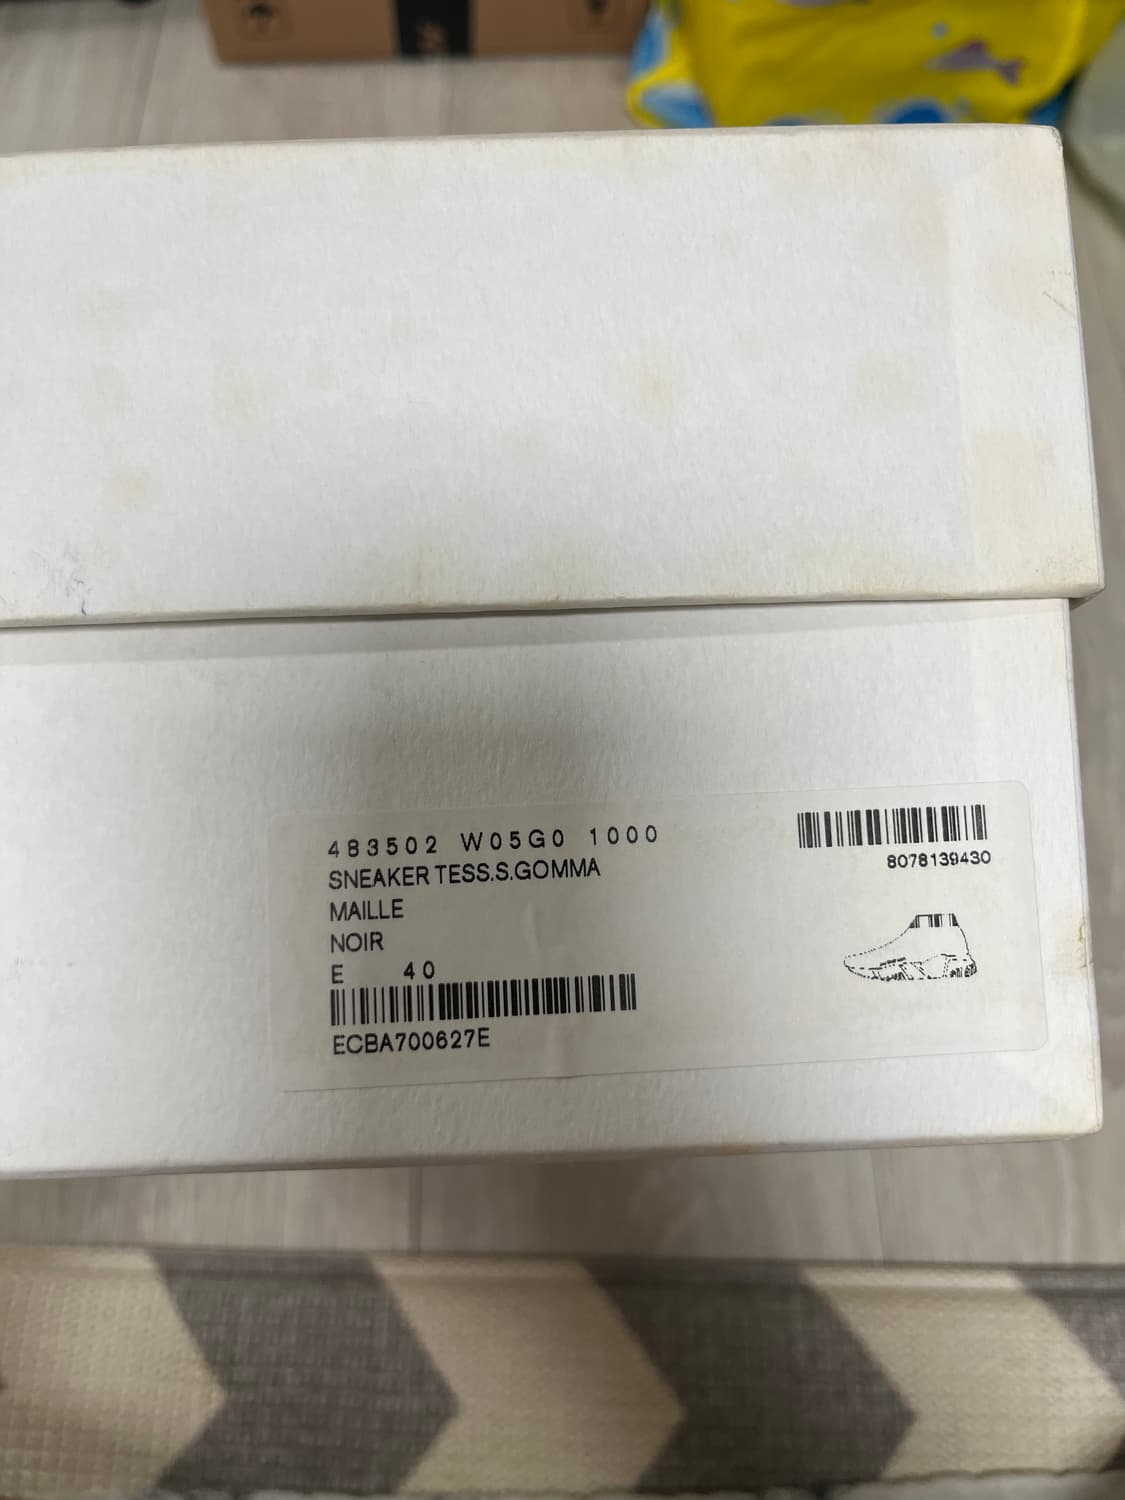 483502 W05G0 1000
8078139430
SNEAKER TESS.S.GOMMA
MAILLE
NOIR
E 40
ECBA700627E